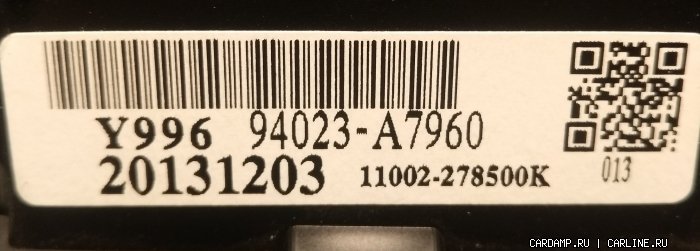 Y996 94023-A7960
20131203 11002-278500K
013
CARDAMP.RU | CARLINE.RU